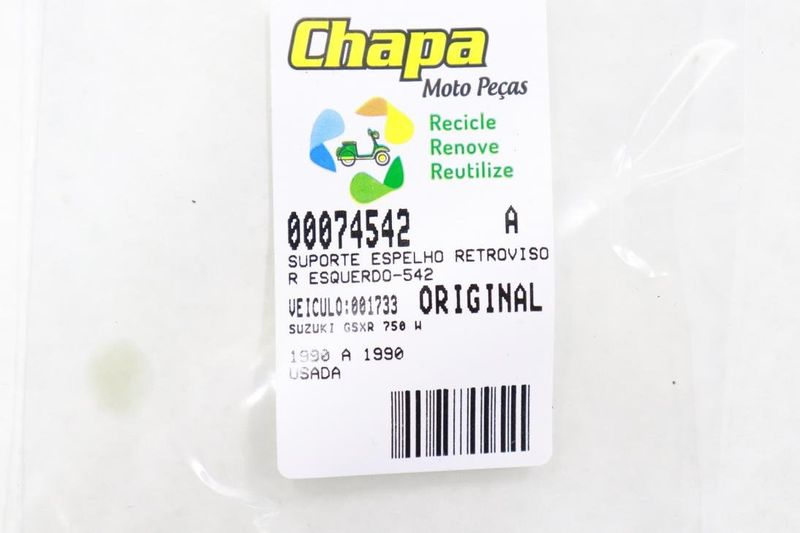 Chapa
Moto Peças
Recicle
Renove
Reutilize
00074542 A
SUPORTE ESPELHO RETROVISO
R ESQUERDO-542
VEICULO:001733 ORIGINAL
SUZUKI GSXR 750 W
1990 A 1990
USADA